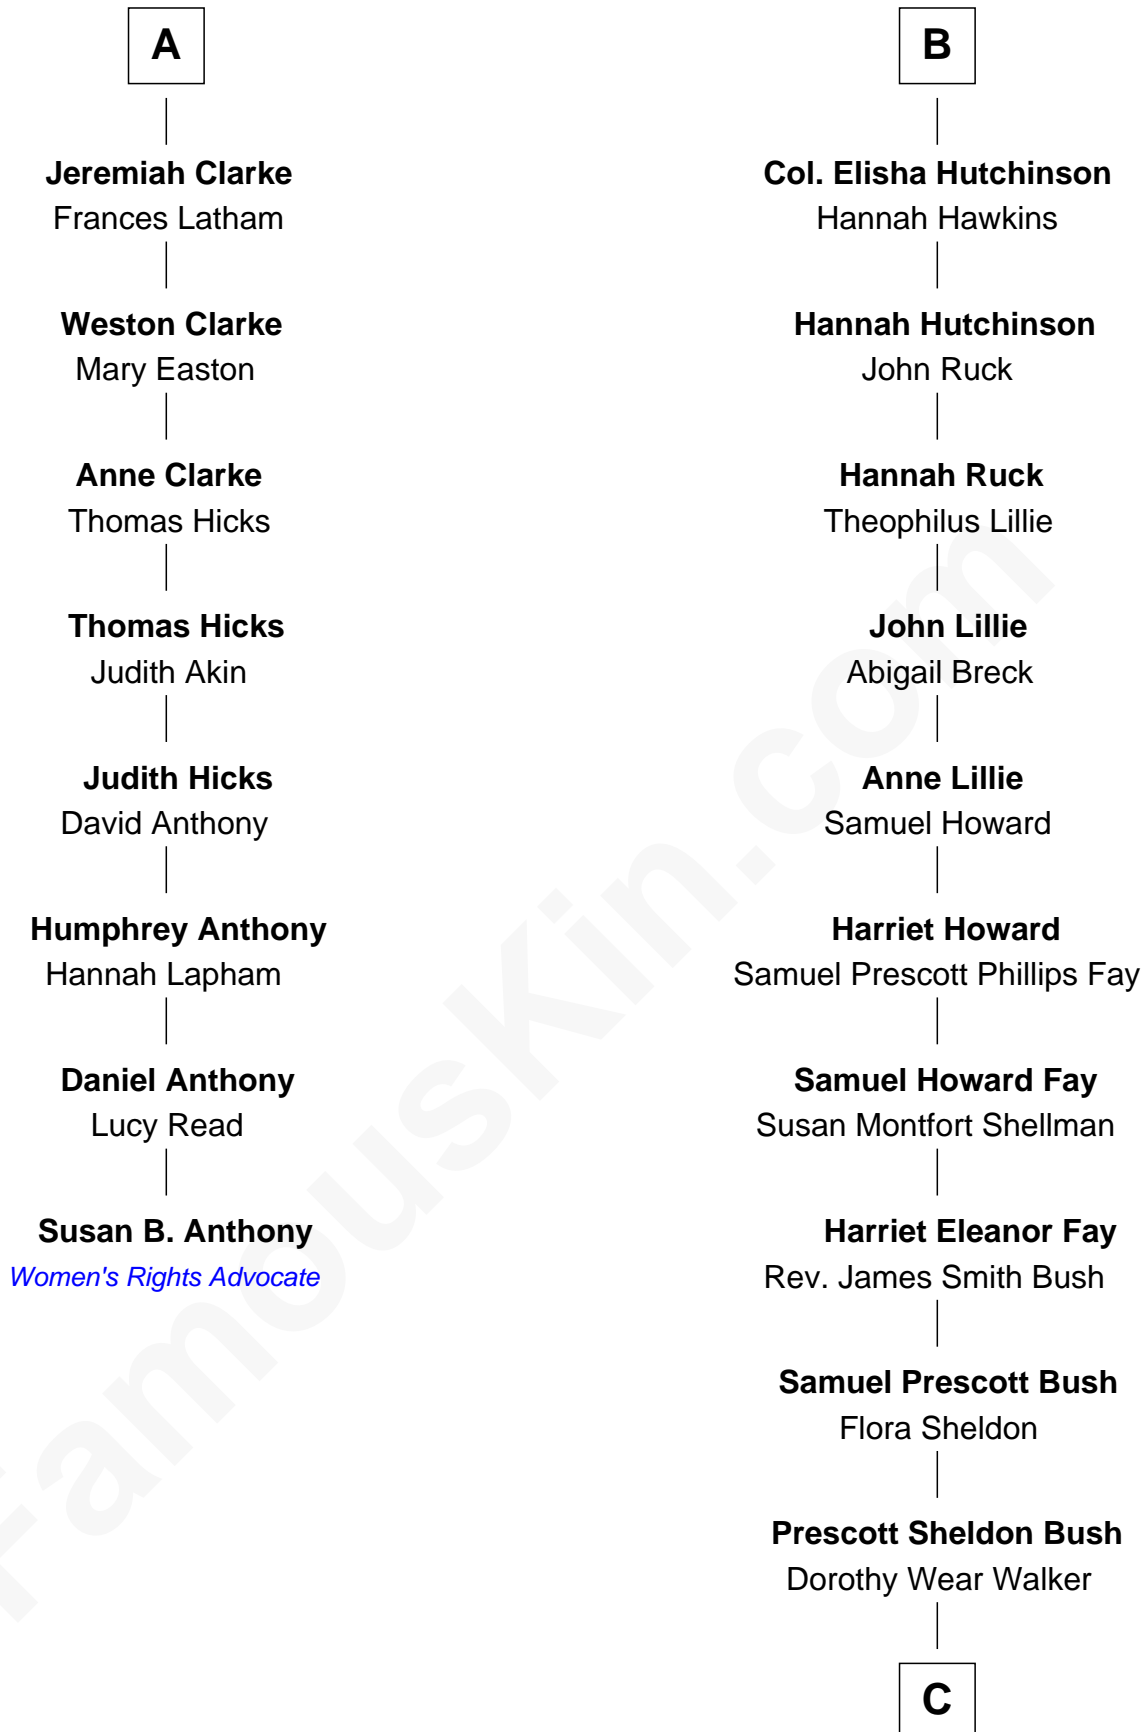 A
Jeremiah Clarke
Frances Latham
Weston Clarke
Mary Easton
Anne Clarke
Thomas Hicks
Thomas Hicks
Judith Akin
Judith Hicks
David Anthony
Humphrey Anthony
Hannah Lapham
Daniel Anthony
Lucy Read
Susan B. Anthony
Women's Rights Advocate
B
Col. Elisha Hutchinson
Hannah Hawkins
Hannah Hutchinson
John Ruck
Hannah Ruck
Theophilus Lillie
John Lillie
Abigail Breck
Anne Lillie
Samuel Howard
Harriet Howard
Samuel Prescott Phillips Fay
Samuel Howard Fay
Susan Montfort Shellman
Harriet Eleanor Fay
Rev. James Smith Bush
Samuel Prescott Bush
Flora Sheldon
Prescott Sheldon Bush
Dorothy Wear Walker
C
FamousKin.com